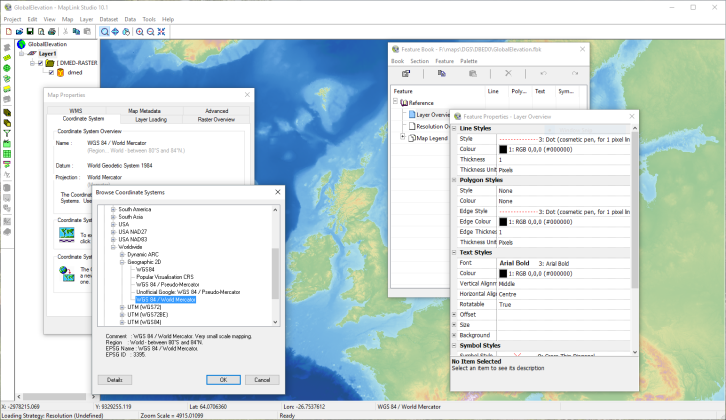 GlobalElevation - MapLink Studio 10.1
Project View Map Layer Dataset Data Tools Help
GlobalElevation
Layer1
[ DMED-RASTER
dmed
Map Properties
WMS Map Metadata Advanced
Coordinate System Layer Loading Raster Overview
Coordinate System Overview
Name : WGS 84 / World Mercator
(Region... World - between 80°S and 84°N.)
Datum : World Geodetic System 1984
Projection : World Mercator
The Coordina
Systems. Use
Coordinate Syst
To e
click
Coordinate Syst
The C
a new
one
Browse Coordinate Systems
South America
South Asia
USA
USA NAD27
USA NAD83
Worldwide
Dynamic ARC
Geographic 2D
WGS84
Popular Visualisation CRS
WGS 84 / Pseudo-Mercator
Unofficial Google: WGS 84 / Pseudo-Mercator
WGS 84 / World Mercator
UTM (WGS72)
UTM (WGS72BE)
UTM (WGS84)
Comment : WGS 84 / World Mercator. Very small scale mapping.
Region : World - between 80°S and 84°N.
EPSG Name : WGS 84 / World Mercator.
EPSG ID : 3395.
Details OK Cancel
Feature Book - F:\maps\DGS\DBEDI\GlobalElevation.fbk
Book Section Feature Palette
Feature Line Poly... Text Sym...
Reference
Layer Overvie
Resolution O
Map Legend
Feature Properties - Layer Overview
Line Styles
Style 3: Dot (cosmetic pen, for 1 pixel lin
Colour 1: RGB 0,0,0 (#000000)
Thickness 1
Thickness Unit Pixels
Polygon Styles
Style None
Colour None
Edge Style 3: Dot (cosmetic pen, for 1 pixel lin
Edge Colour 1: RGB 0,0,0 (#000000)
Edge Thicknes 1
Thickness Unit Pixels
Text Styles
Font Arial Bold 3: Arial Bold
Colour 1: RGB 0,0,0 (#000000)
Vertical Alignm Middle
Horizontal Alig Centre
Rotatable True
Offset
Size
Background
Symbol Styles
No Item Selected
Select an item to see its description
X: -2978215.069 Y: 9329255.119 Lat: 64.0706360 Lon: -26.7537612 WGS 84 / World Mercator
Loading Strategy: Resolution (Undefined) Zoom Scale = 4915.01099 Ready